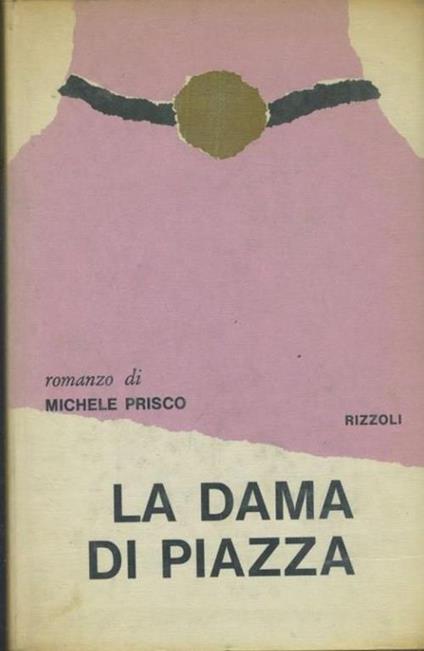 romanzo di
MICHELE PRISCO
RIZZOLI
LA DAMA
DI PIAZZA